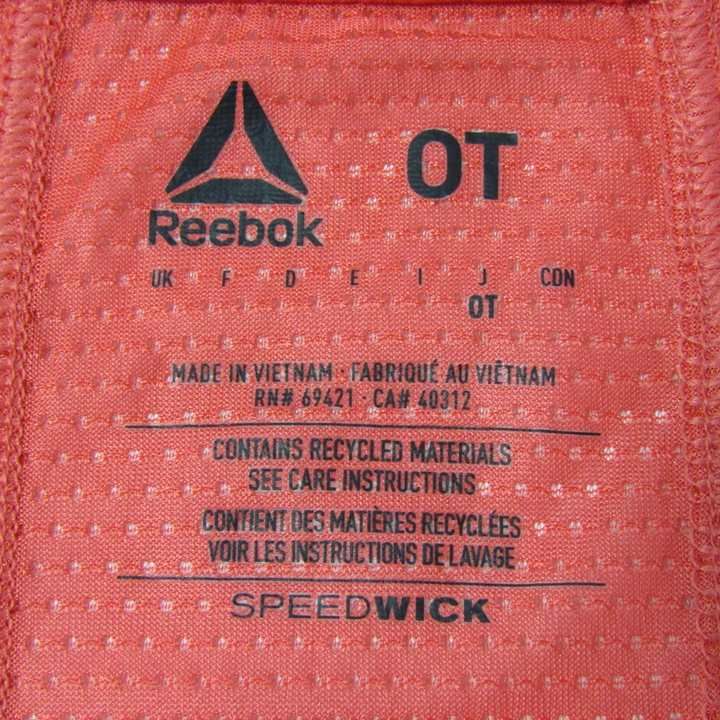 OT
Reebok
UK F D E I J CDN
OT
MADE IN VIETNAM · FABRIQUÉ AU VIÊTNAM
RN# 69421 · CA# 40312
CONTAINS RECYCLED MATERIALS
SEE CARE INSTRUCTIONS
CONTIENT DES MATIÈRES RECYCLÉES
VOIR LES INSTRUCTIONS DE LAVAGE
SPEEDWICK